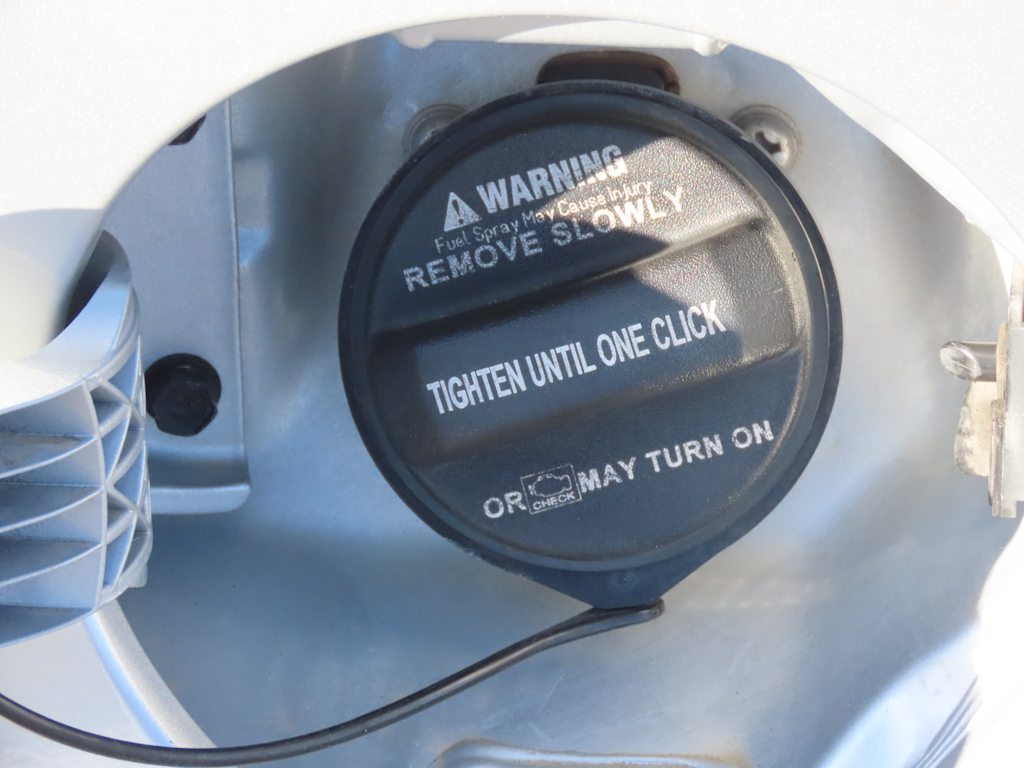 WARNING
Fuel Spray May Cause Injury
REMOVE SLOWLY
TIGHTEN UNTIL ONE CLICK
OR CHECK MAY TURN ON